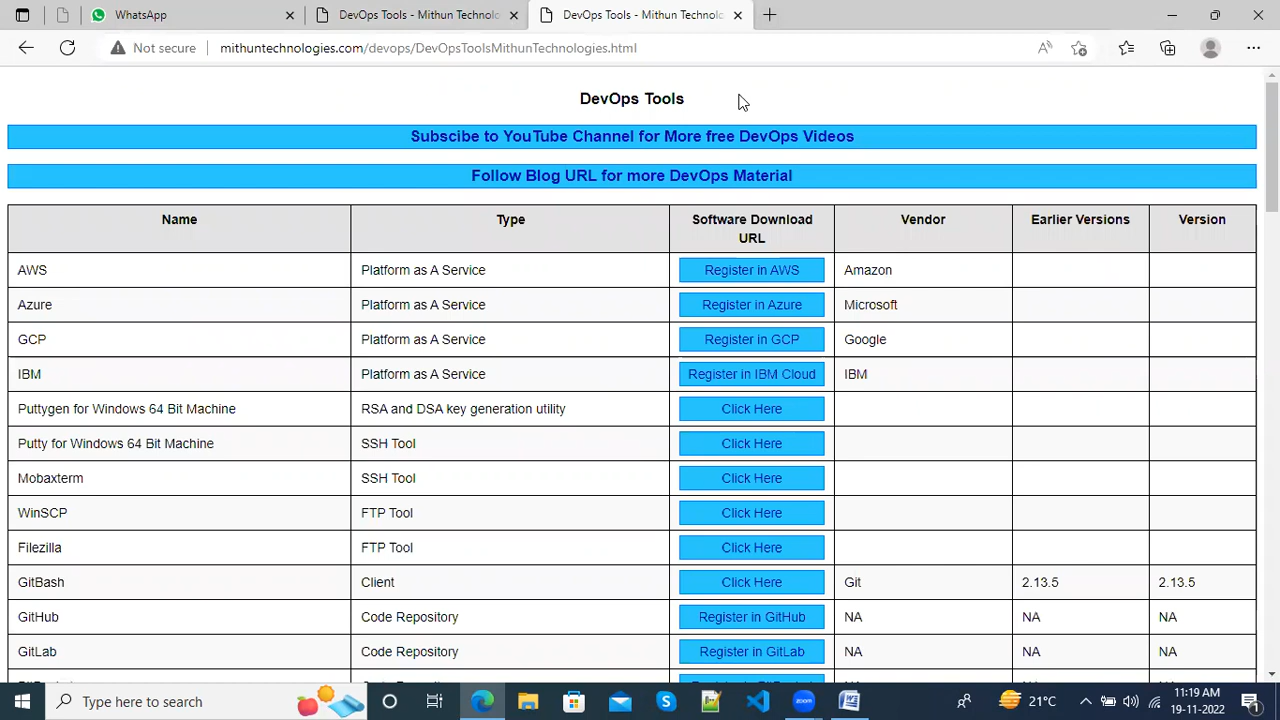 WhatsApp
DevOps Tools - Mithun Technolo
DevOps Tools - Mithun Technolo
Not secure
mithuntechnologies.com/devops/DevOpsToolsMithunTechnologies.html
DevOps Tools
Subscibe to YouTube Channel for More free DevOps Videos
Follow Blog URL for more DevOps Material
Name Type Software Download Vendor Earlier Versions Version
URL
AWS Platform as A Service Register in AWS Amazon
Azure Platform as A Service Register in Azure Microsoft
GCP Platform as A Service Register in GCP Google
IBM Platform as A Service Register in IBM Cloud IBM
Puttygen for Windows 64 Bit Machine RSA and DSA key generation utility Click Here
Putty for Windows 64 Bit Machine SSH Tool Click Here
Mobaxterm SSH Tool Click Here
WinSCP FTP Tool Click Here
Filezilla FTP Tool Click Here
GitBash Client Click Here Git 2.13.5 2.13.5
GitHub Code Repository Register in GitHub NA NA NA
GitLab Code Repository Register in GitLab NA NA NA
Type here to search
zoom
21°C
11:19 AM
19-11-2022
1